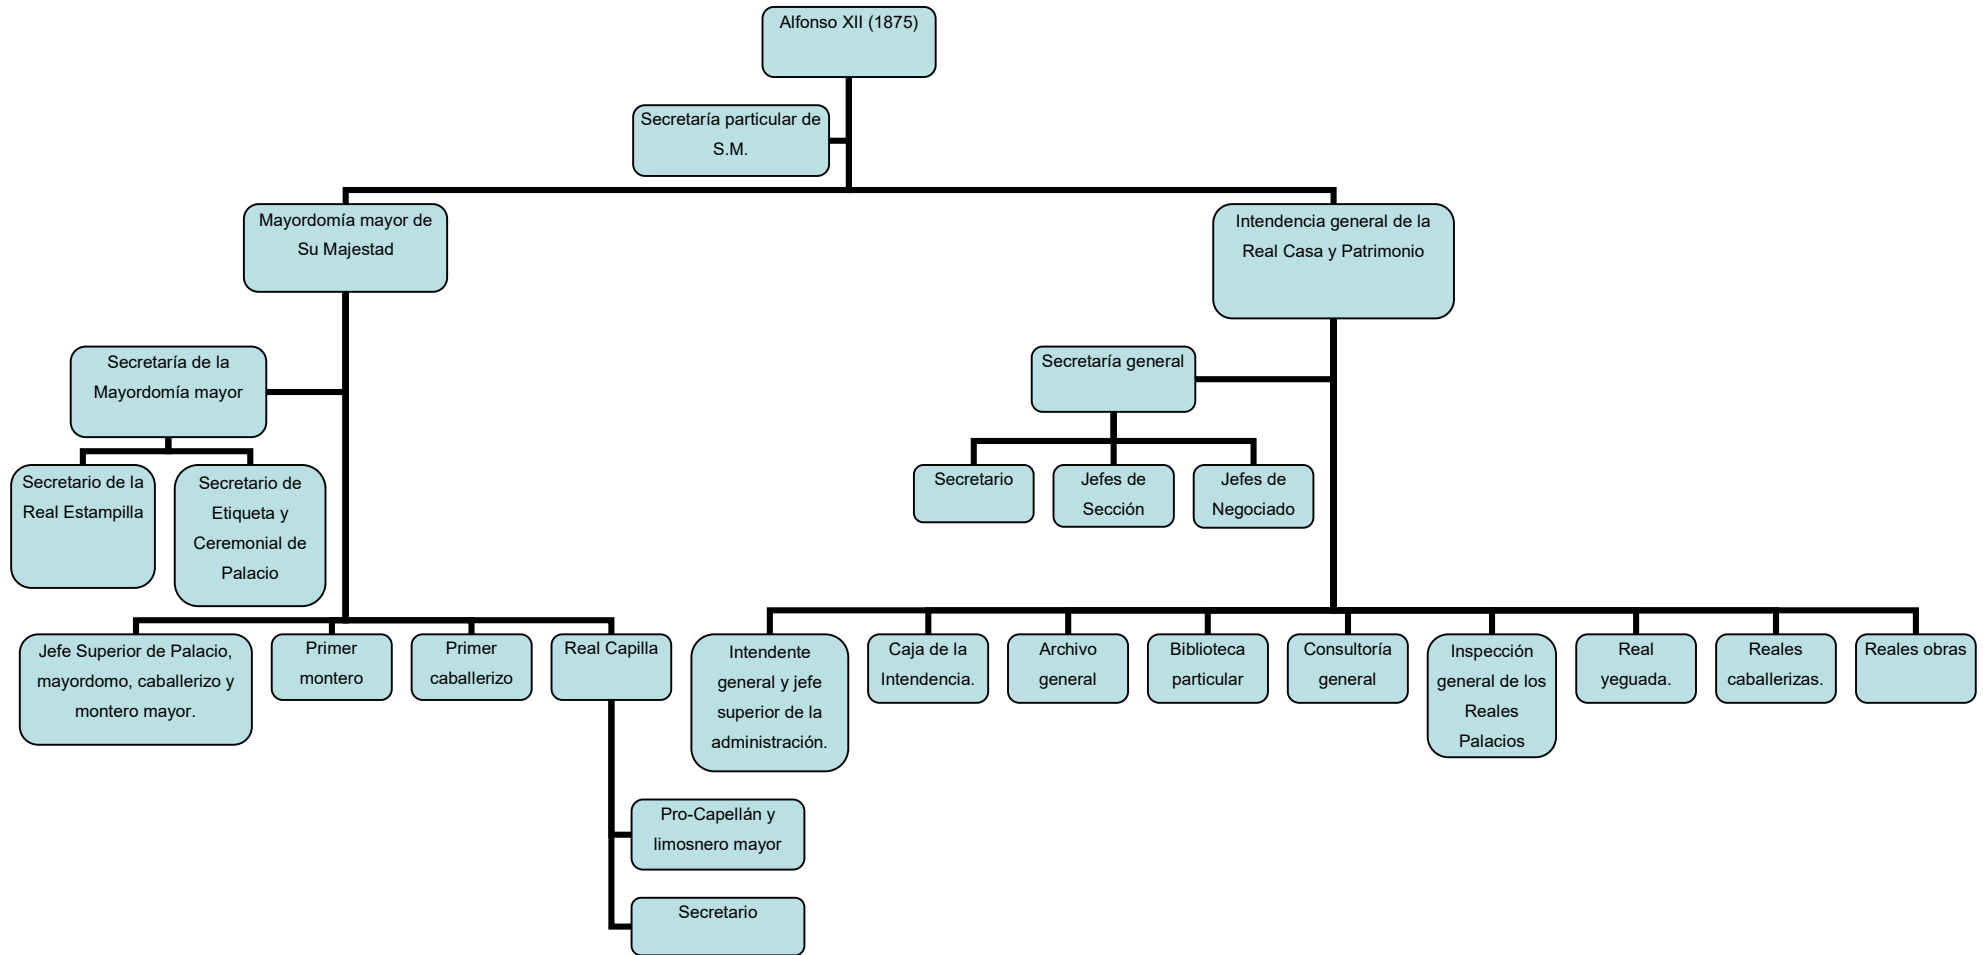 Alfonso XII (1875)
Secretaría particular de
S.M.
Mayordomía mayor de
Su Majestad
Intendencia general de la
Real Casa y Patrimonio
Secretaría de la
Mayordomía mayor
Secretaría general
Secretario de la
Real Estampilla
Secretario de
Etiqueta y
Ceremonial de
Palacio
Secretario
Jefes de
Sección
Jefes de
Negociado
Jefe Superior de Palacio,
mayordomo, caballerizo y
montero mayor.
Primer
montero
Primer
caballerizo
Real Capilla
Intendente
general y jefe
superior de la
administración.
Caja de la
Intendencia.
Archivo
general
Biblioteca
particular
Consultoría
general
Inspección
general de los
Reales
Palacios
Real
yeguada.
Reales
caballerizas.
Reales obras
Pro-Capellán y
limosnero mayor
Secretario